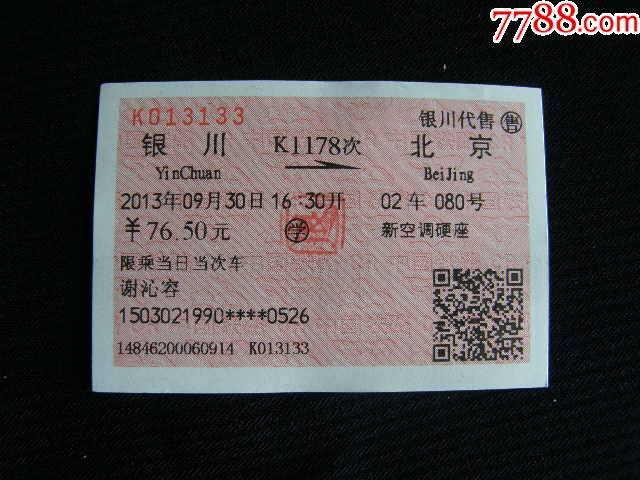 7788.com
K013133
银川代售 售
银川 K1178次 北京
YinChuan BeiJing
2013年09月30日 16:30开 02车 080号
￥76.50元 学 新空调硬座
限乘当日当次车
谢沁容
1503021990****0526
14846200060914 K013133